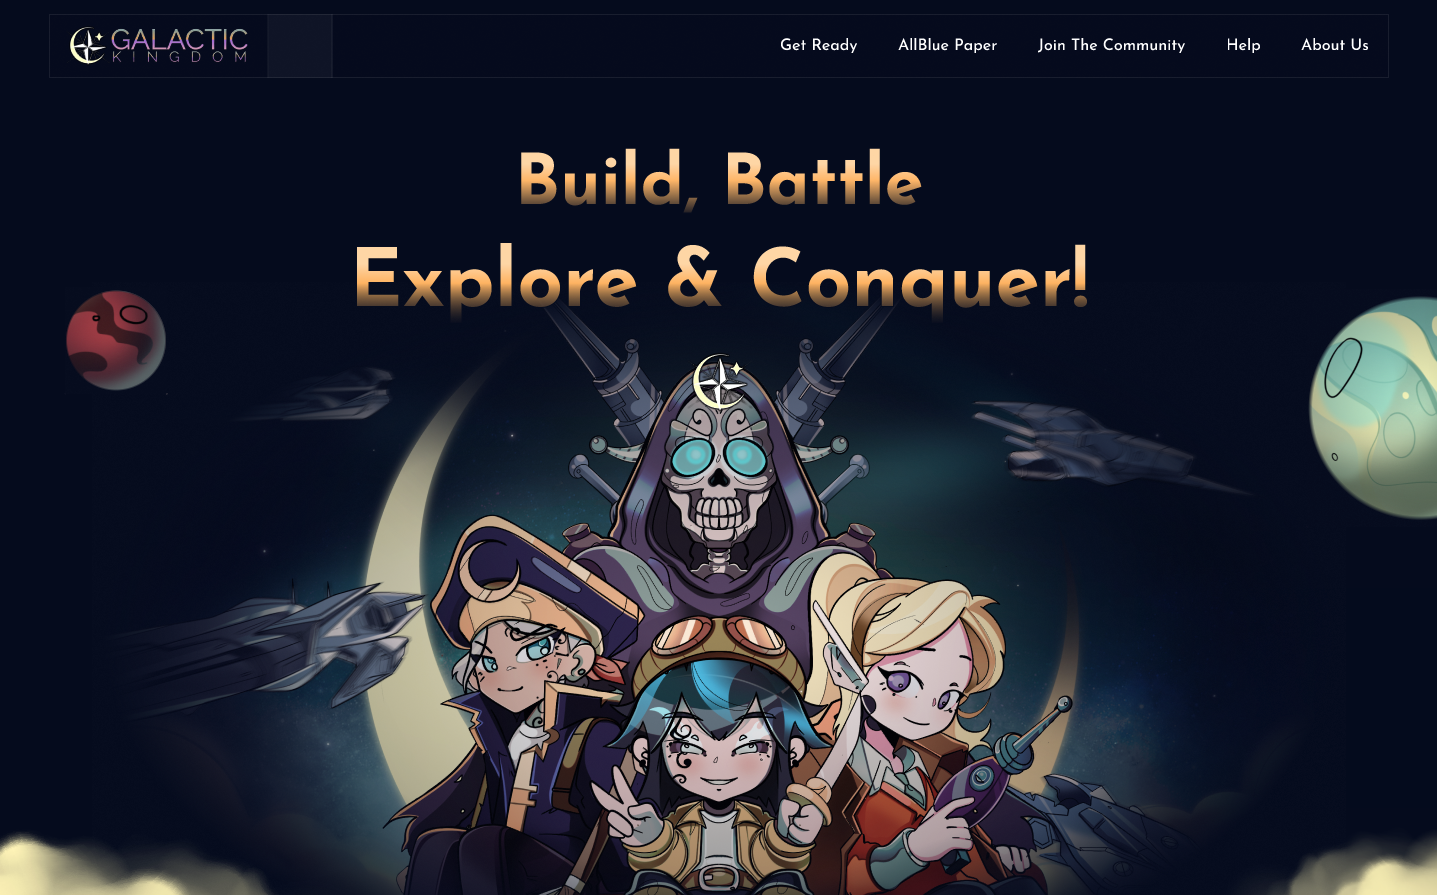 GALACTIC
KINGDOM
Get Ready
AllBlue Paper
Join The Community
Help
About Us
Build, Battle
Explore & Conquer!